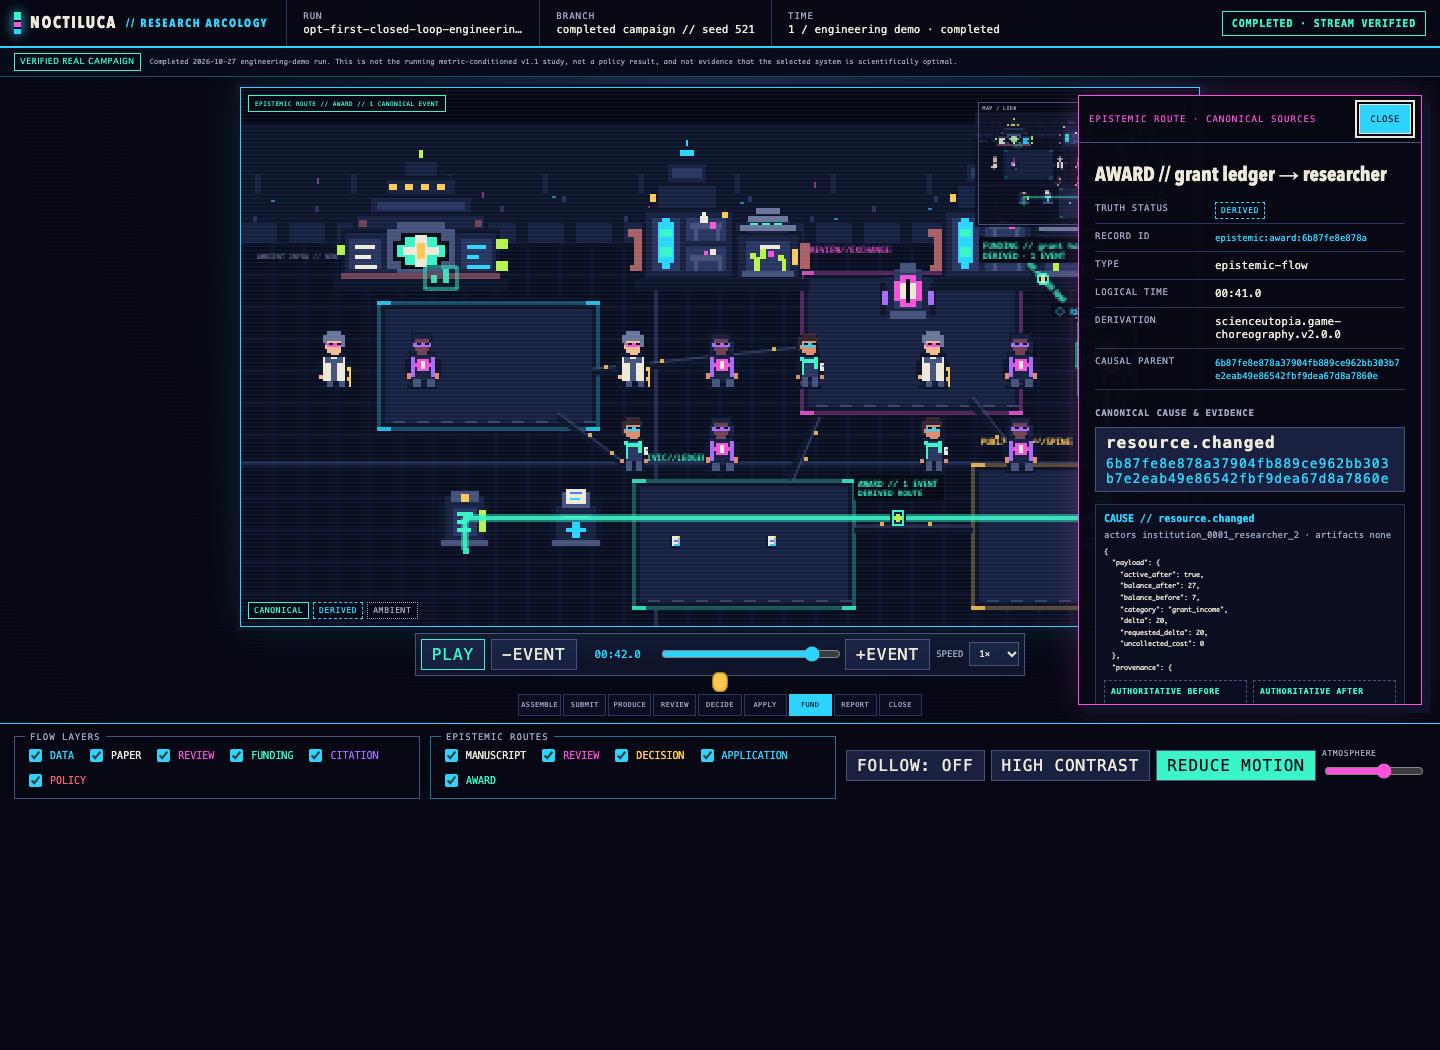 NOCTILUCA // RESEARCH ARCOLOGY
RUN
opt-first-closed-loop-engineerin…
BRANCH
completed campaign // seed 521
TIME
1 / engineering demo · completed
COMPLETED · STREAM VERIFIED
VERIFIED REAL CAMPAIGN
Completed 2026-10-27 engineering-demo run. This is not the running metric-conditioned v1.1 study, not a policy result, and not evidence that the selected system is scientifically optimal.
EPISTEMIC ROUTE // AWARD // 1 CANONICAL EVENT
MAP / LOD0
REVIEW//EXCHANGE
DERIVED · 1 EVENT
AWARD // 1 EVENT
DERIVED ROUTE
CANONICAL
DERIVED
AMBIENT
EPISTEMIC ROUTE · CANONICAL SOURCES
CLOSE
AWARD // grant ledger → researcher
TRUTH STATUS
DERIVED
RECORD ID
epistemic:award:6b87fe8e878a
TYPE
epistemic-flow
LOGICAL TIME
00:41.0
DERIVATION
scienceutopia.game-
choreography.v2.0.0
CAUSAL PARENT
6b87fe8e878a37904fb889ce962bb303b7
e2eab49e86542fbf9dea67d8a7860e
CANONICAL CAUSE & EVIDENCE
resource.changed
6b87fe8e878a37904fb889ce962bb303
b7e2eab49e86542fbf9dea67d8a7860e
CAUSE // resource.changed
actors institution_0001_researcher_2 · artifacts none
{
"payload": {
"active_after": true,
"balance_after": 27,
"balance_before": 7,
"category": "grant_income",
"delta": 20,
"requested_delta": 20,
"uncollected_cost": 0
},
"provenance": {
AUTHORITATIVE BEFORE
AUTHORITATIVE AFTER
PLAY
−EVENT
00:42.0
+EVENT
SPEED
1×
ASSEMBLE
SUBMIT
PRODUCE
REVIEW
DECIDE
APPLY
FUND
REPORT
CLOSE
FLOW LAYERS
DATA
PAPER
REVIEW
FUNDING
CITATION
POLICY
EPISTEMIC ROUTES
MANUSCRIPT
REVIEW
DECISION
APPLICATION
AWARD
FOLLOW: OFF
HIGH CONTRAST
REDUCE MOTION
ATMOSPHERE